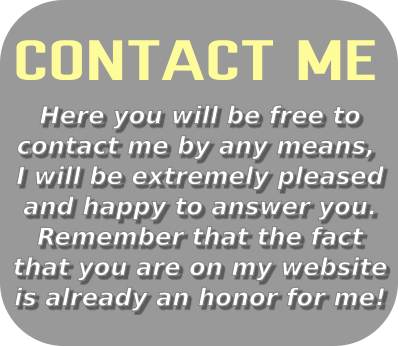 CONTACT ME
Here you will be free to
contact me by any means,
I will be extremely pleased
and happy to answer you.
Remember that the fact
that you are on my website
is already an honor for me!